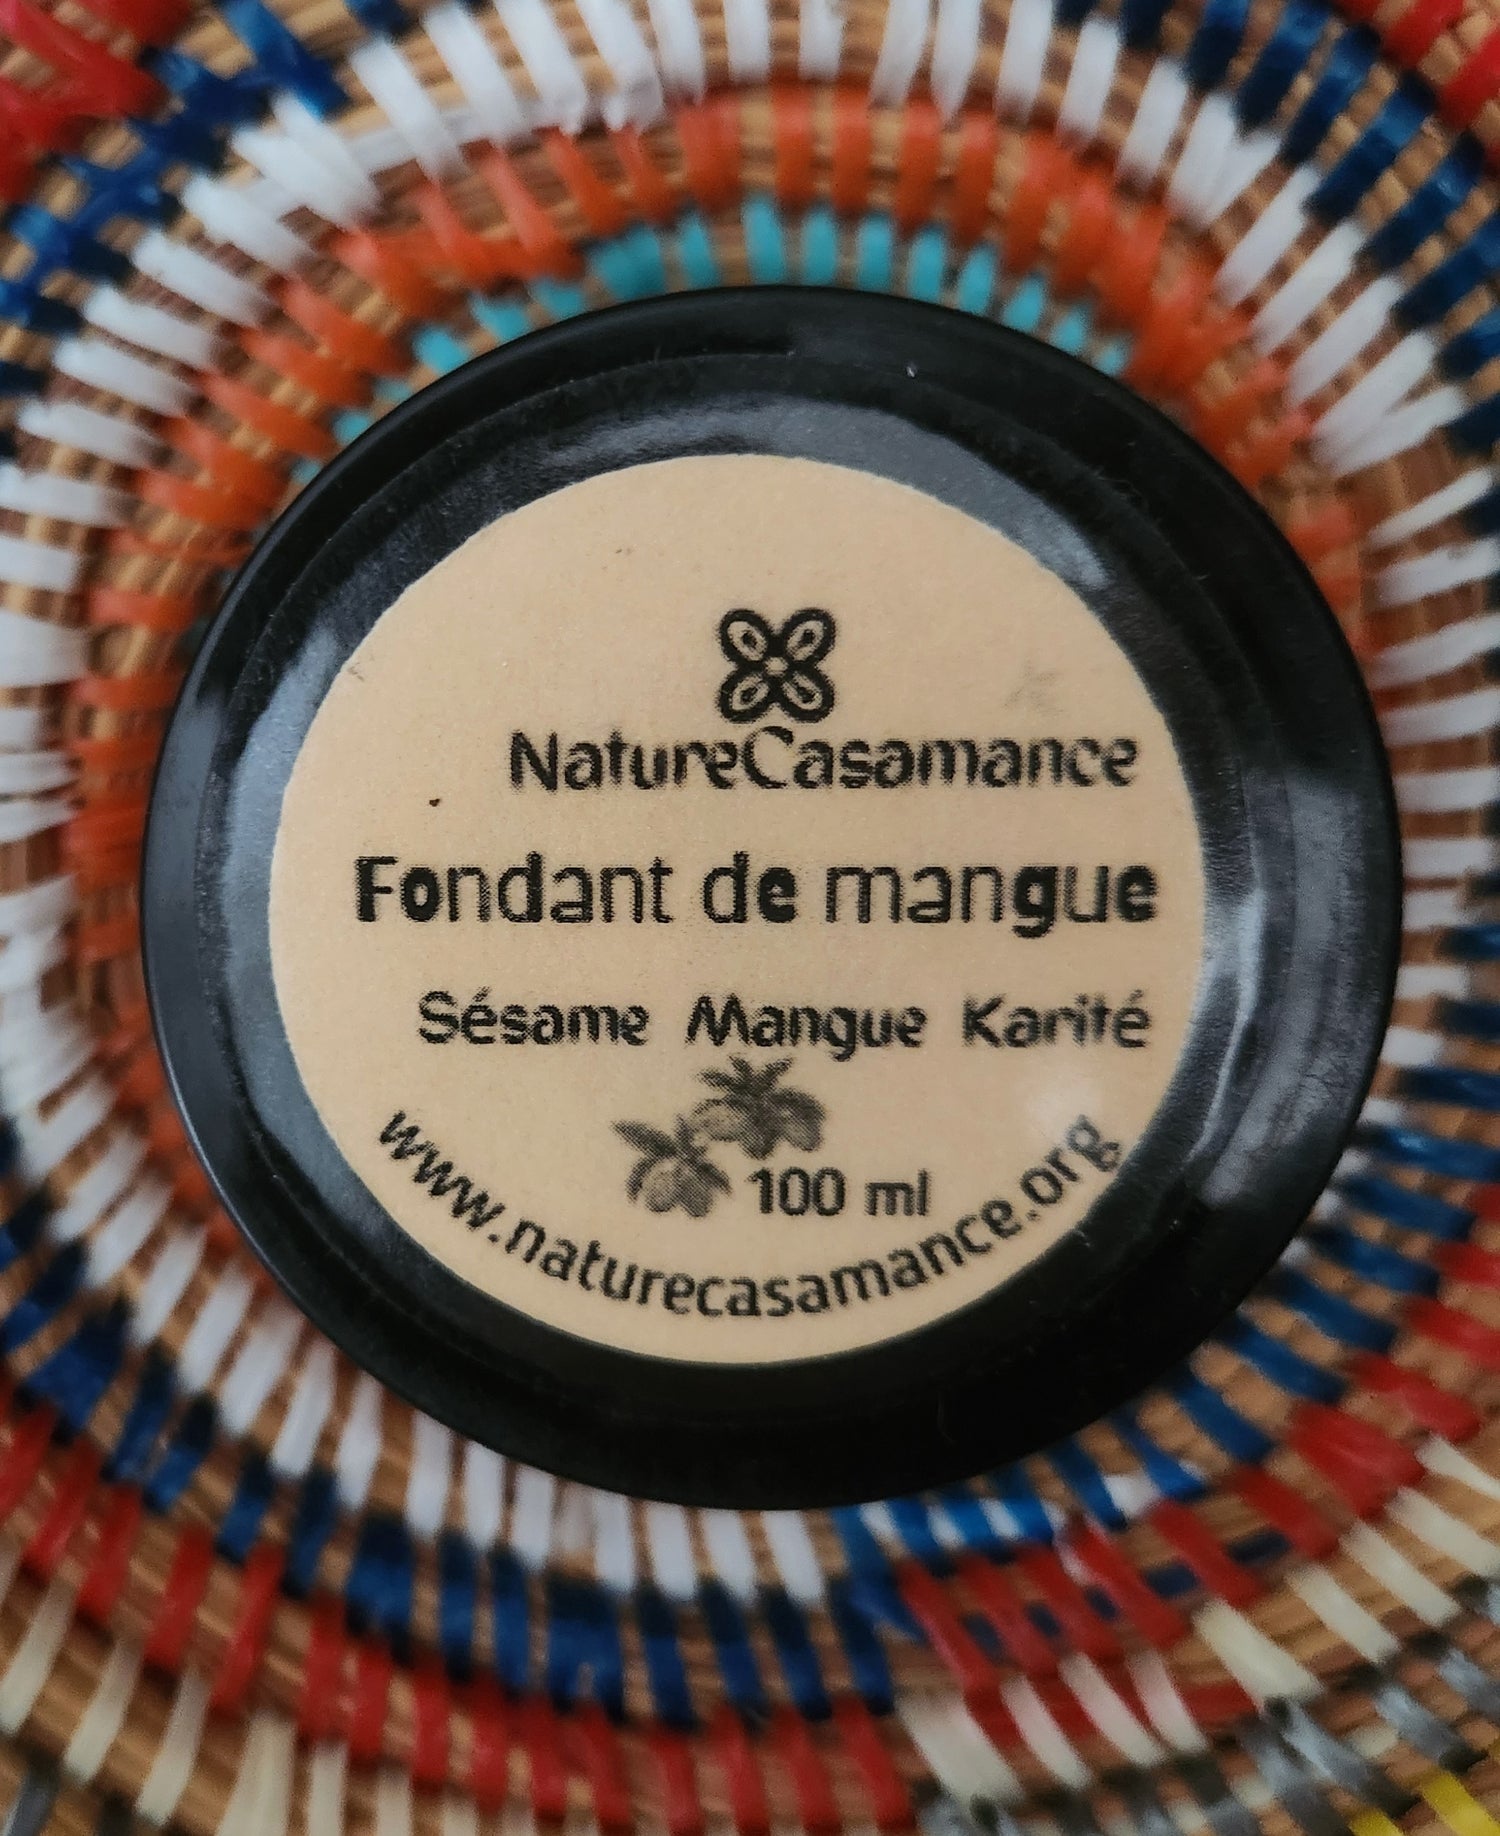 NatureCasamance
Fondant de mangue
Sésame Mangue Karité
100 ml
www.naturecasamance.org